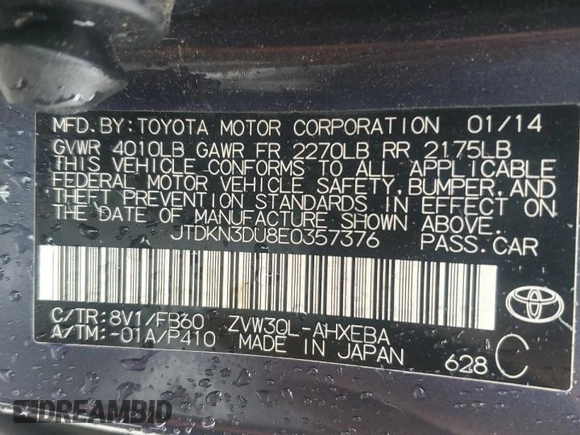 MFD.BY:TOYOTA MOTOR CORPORATION 01/14
GVWR 4010LB GAWR FR 2270LB RR 2175LB
THIS VEHICLE CONFORMS TO ALL APPLICABLE
FEDERAL MOTOR VEHICLE SAFETY, BUMPER, AND
THEFT PREVENTION STANDARDS IN EFFECT ON
THE DATE OF MANUFACTURE SHOWN ABOVE.
JTDKN3DU8E0357376 PASS.CAR
C/TR:8V1/FB60 ZVW30L-AHXEBA
A/TM:-01A/P410 MADE IN JAPAN
628 C
DREAMBID